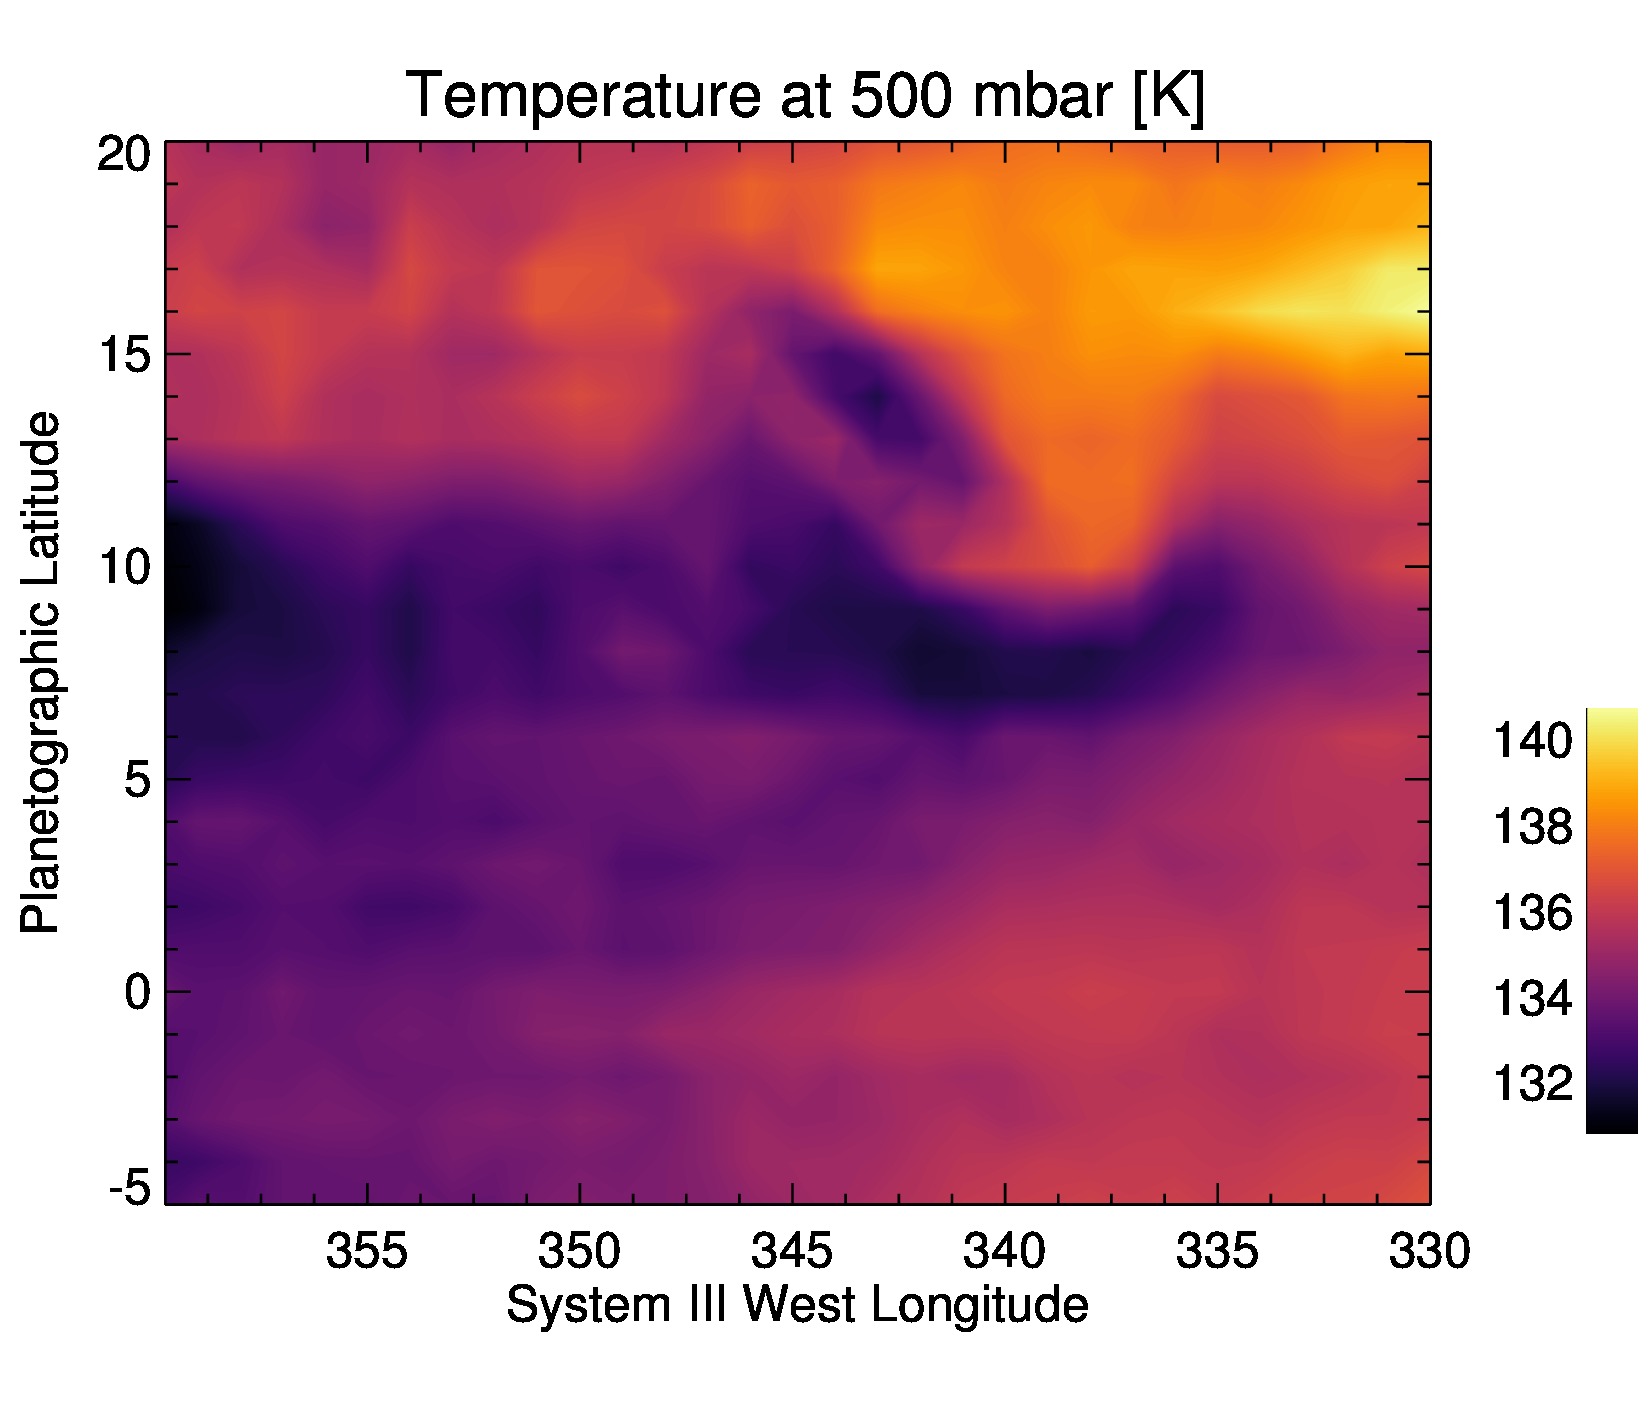 Temperature at 500 mbar [K]
20
15
10
5
0
-5
Planetographic Latitude
355 350 345 340 335 330
System III West Longitude
140
138
136
134
132